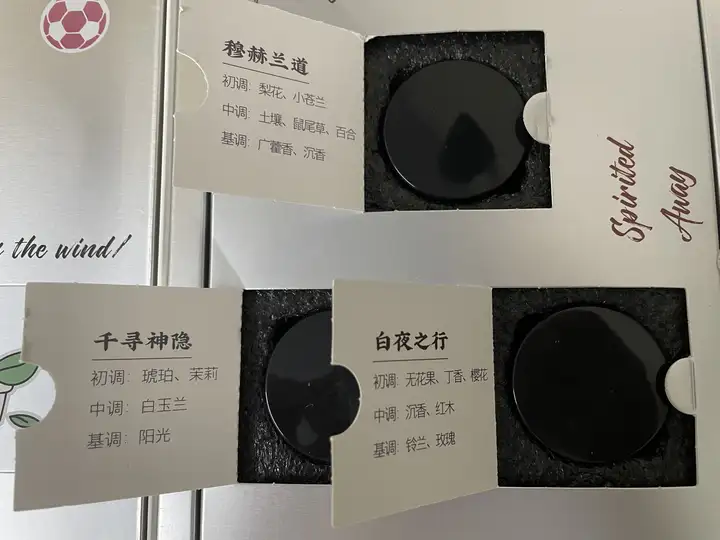 穆赫兰道
初调: 梨花、小苍兰
中调: 土壤、鼠尾草、百合
基调: 广藿香、沉香
Spirited
Away
the wind!
千寻神隐
初调: 琥珀、茉莉
中调: 白玉兰
基调: 阳光
白夜之行
初调: 无花果、丁香、樱花
中调: 沉香、红木
基调: 铃兰、玫瑰